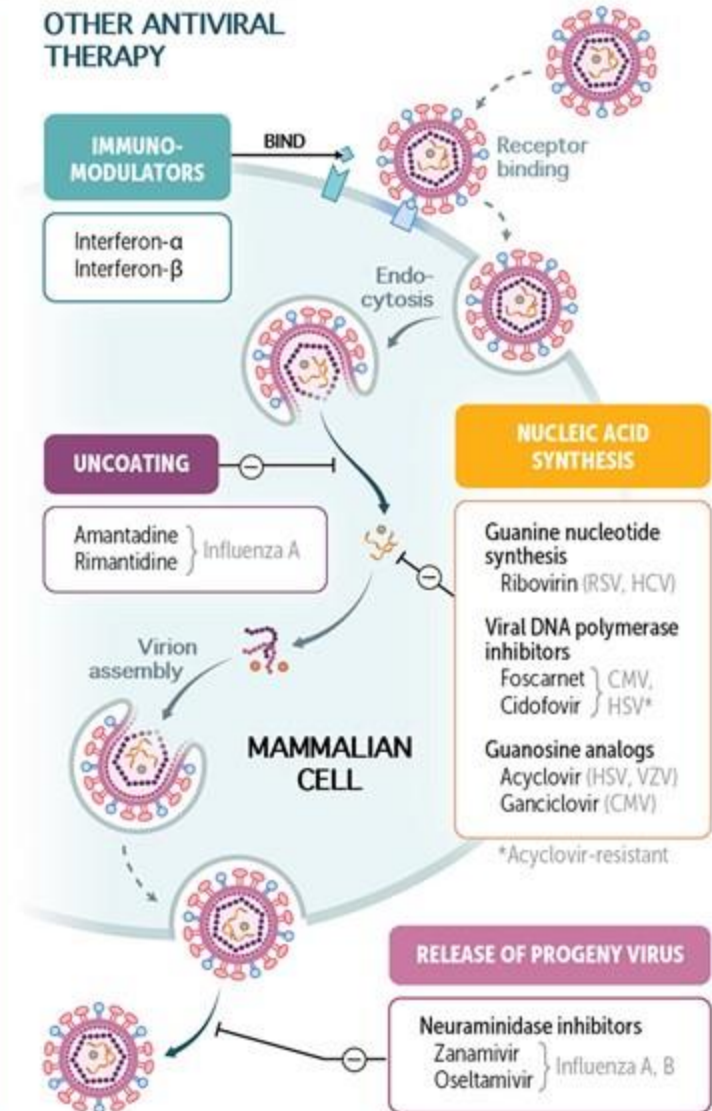 OTHER ANTIVIRAL
THERAPY
IMMUNO-
MODULATORS
BIND
Receptor
binding
Interferon-α
Interferon-β
Endo-
cytosis
UNCOATING
Amantadine
Rimantidine
Influenza A
NUCLEIC ACID
SYNTHESIS
Guanine nucleotide
synthesis
Ribovirin (RSV, HCV)
Viral DNA polymerase
inhibitors
Foscarnet } CMV,
Cidofovir } HSV*
Guanosine analogs
Acyclovir (HSV, VZV)
Ganciclovir (CMV)
*Acyclovir-resistant
Virion
assembly
MAMMALIAN
CELL
RELEASE OF PROGENY VIRUS
Neuraminidase inhibitors
Zanamivir
Oseltamivir
Influenza A, B